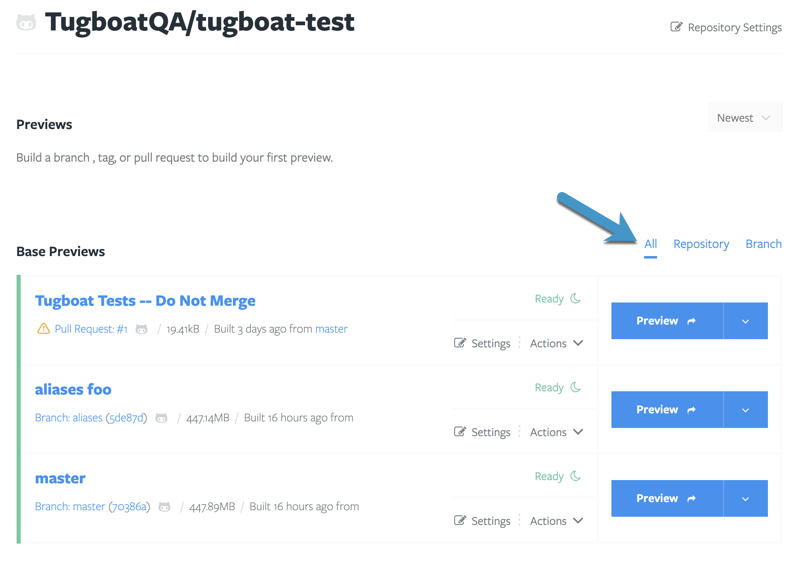 TugboatQA/tugboat-test
Repository Settings
Previews
Newest
Build a branch , tag, or pull request to build your first preview.
Base Previews
All Repository Branch
Tugboat Tests -- Do Not Merge
Pull Request: #1 / 19.41kB / Built 3 days ago from master
Ready
Settings Actions
Preview
aliases foo
Branch: aliases (5de87d) / 447.14MB / Built 16 hours ago from
Ready
Settings Actions
Preview
master
Branch: master (70386a) / 447.89MB / Built 16 hours ago from
Ready
Settings Actions
Preview